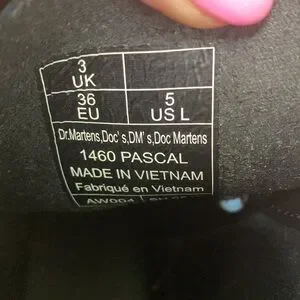 3
UK
36 5
EU US L
Dr.Martens,Doc's,DM's,Doc Martens
1460 PASCAL
MADE IN VIETNAM
Fabriqué en Vietnam
AW004